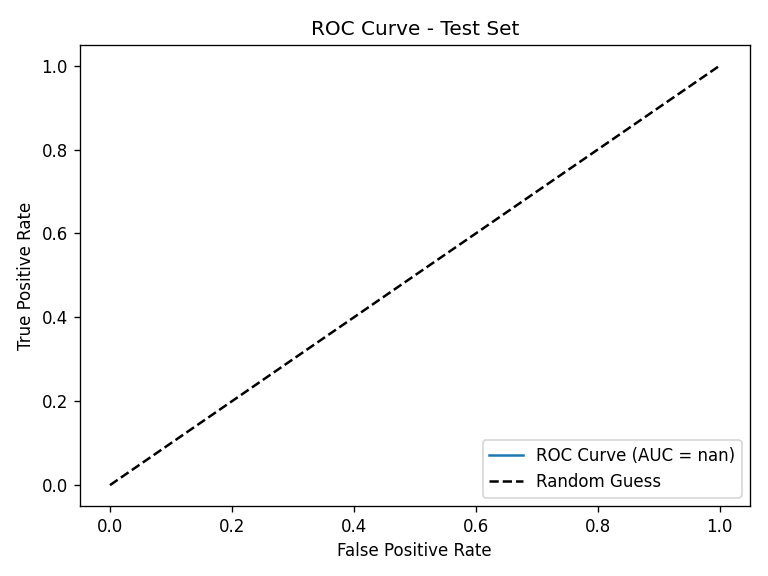 ROC Curve - Test Set
True Positive Rate
1.0
0.8
0.6
0.4
0.2
0.0
ROC Curve (AUC = nan)
Random Guess
0.0 0.2 0.4 0.6 0.8 1.0
False Positive Rate